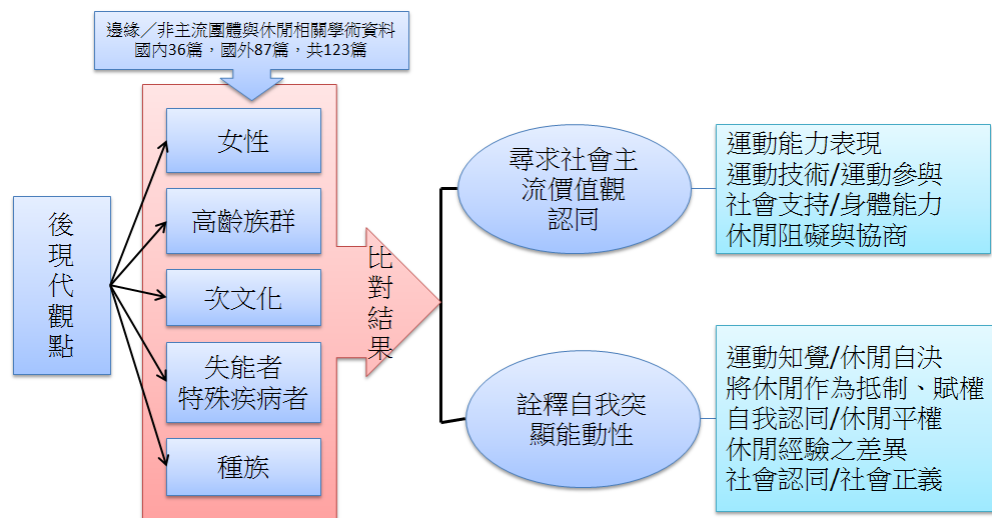 邊緣／非主流團體與休閒相關學術資料
國內36篇，國外87篇，共123篇
後現代觀點
女性
高齡族群
次文化
失能者
特殊疾病者
種族
比對結果
尋求社會主
流價值觀
認同
運動能力表現
運動技術/運動參與
社會支持/身體能力
休閒阻礙與協商
詮釋自我突
顯能動性
運動知覺/休閒自決
將休閒作為抵制、賦權
自我認同/休閒平權
休閒經驗之差異
社會認同/社會正義